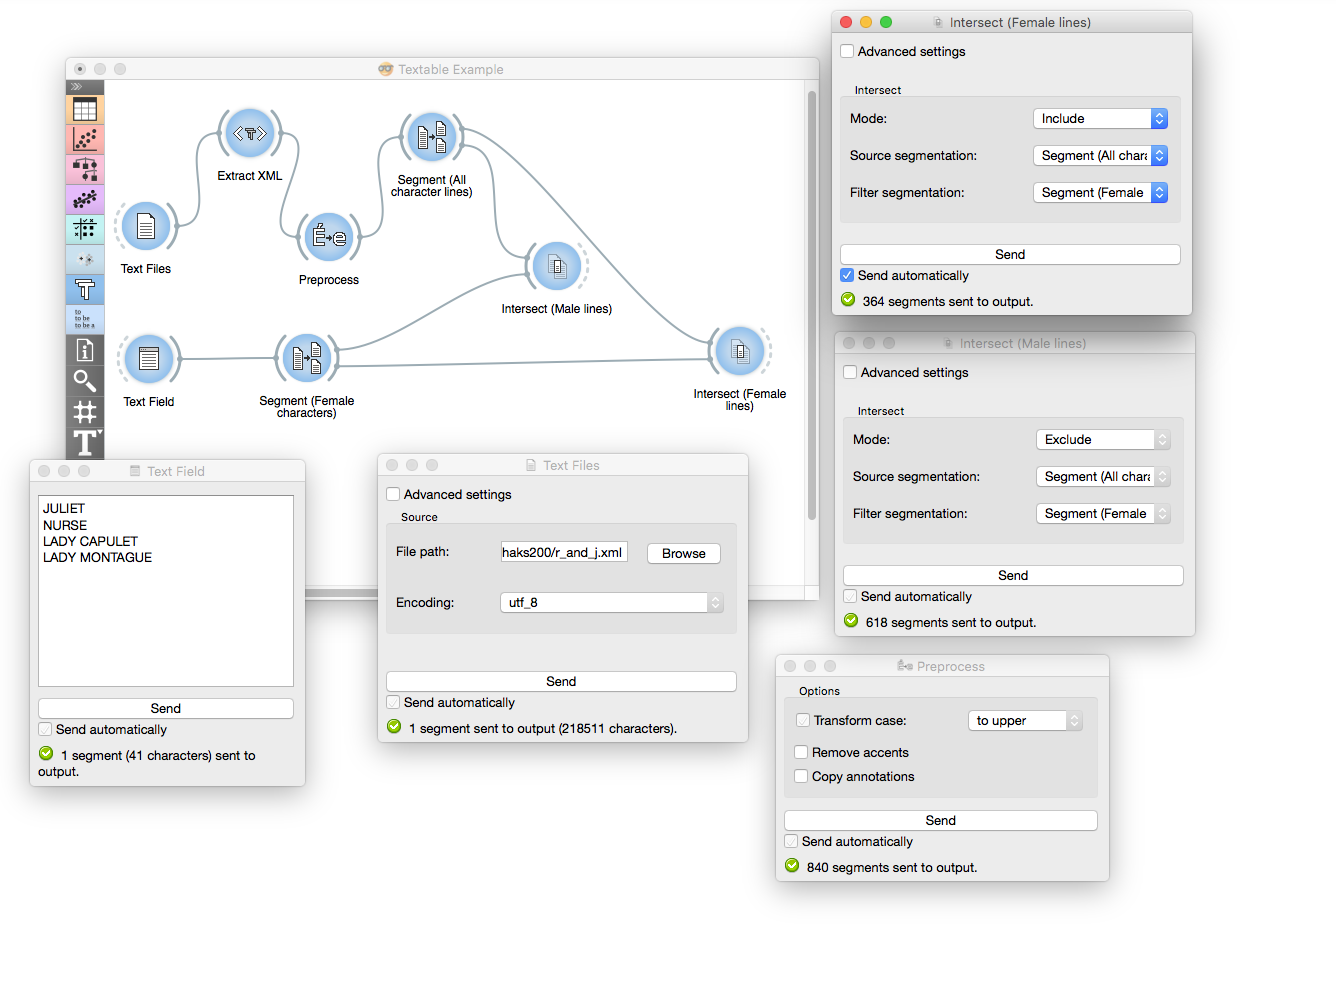 Textable Example
Extract XML
Segment (All
character lines)
Text Files
Preprocess
Intersect (Male lines)
Text Field
Segment (Female
characters)
Intersect (Female
lines)
to
to be
to be a
Intersect (Female lines)
Advanced settings
Intersect
Mode:
Include
Source segmentation:
Segment (All chara
Filter segmentation:
Segment (Female
Send
Send automatically
364 segments sent to output.
Intersect (Male lines)
Advanced settings
Intersect
Mode:
Exclude
Source segmentation:
Segment (All chara
Filter segmentation:
Segment (Female
Send
Send automatically
618 segments sent to output.
Text Field
JULIET
NURSE
LADY CAPULET
LADY MONTAGUE
Send
Send automatically
1 segment (41 characters) sent to
output.
Text Files
Advanced settings
Source
File path:
haks200/r_and_j.xml
Browse
Encoding:
utf_8
Send
Send automatically
1 segment sent to output (218511 characters).
Preprocess
Options
Transform case:
to upper
Remove accents
Copy annotations
Send
Send automatically
840 segments sent to output.